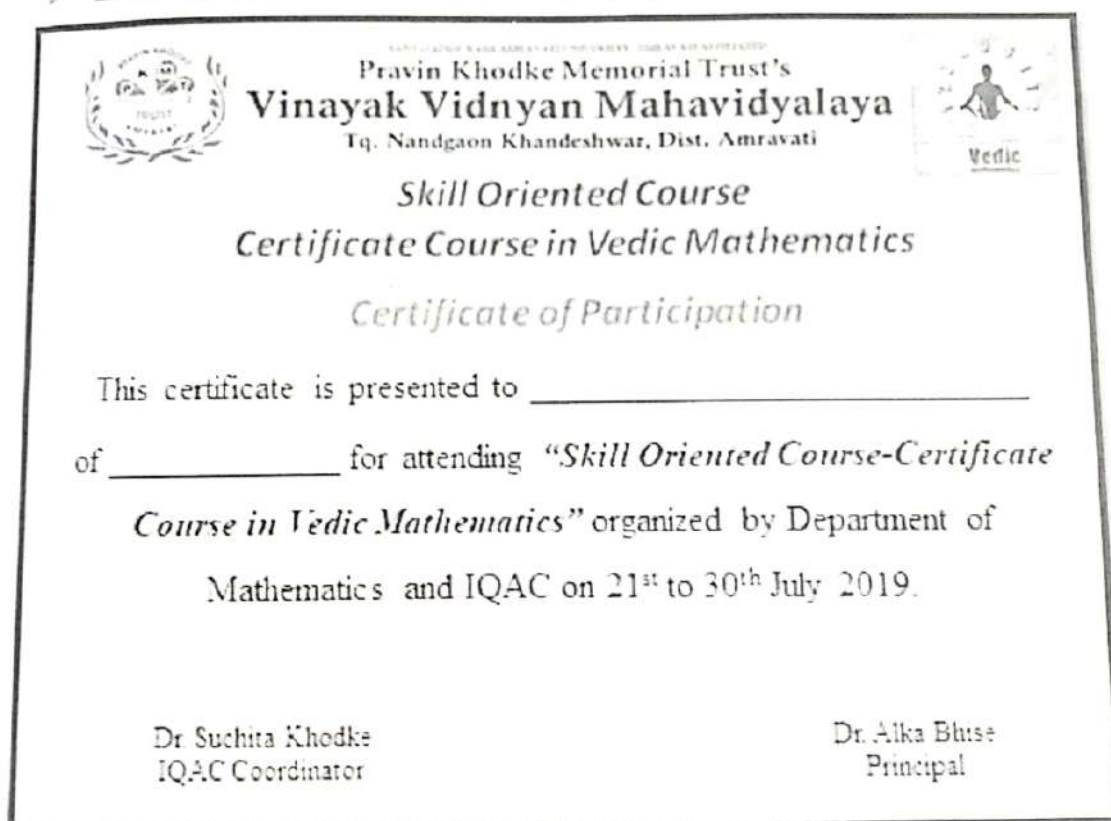 Pravin Khodke Memorial Trust's
Vinayak Vidnyan Mahavidyalaya
Tq. Nandgaon Khandeshwar, Dist. Amravati
TRUST
Vedic
Skill Oriented Course
Certificate Course in Vedic Mathematics
Certificate of Participation
This certificate is presented to
of for attending "Skill Oriented Course-Certificate
Course in Vedic Mathematics" organized by Department of
Mathematics and IQAC on 21st to 30th July 2019.
Dr. Suchita Khodke
IQAC Coordinator
Dr. Alka Bhise
Principal